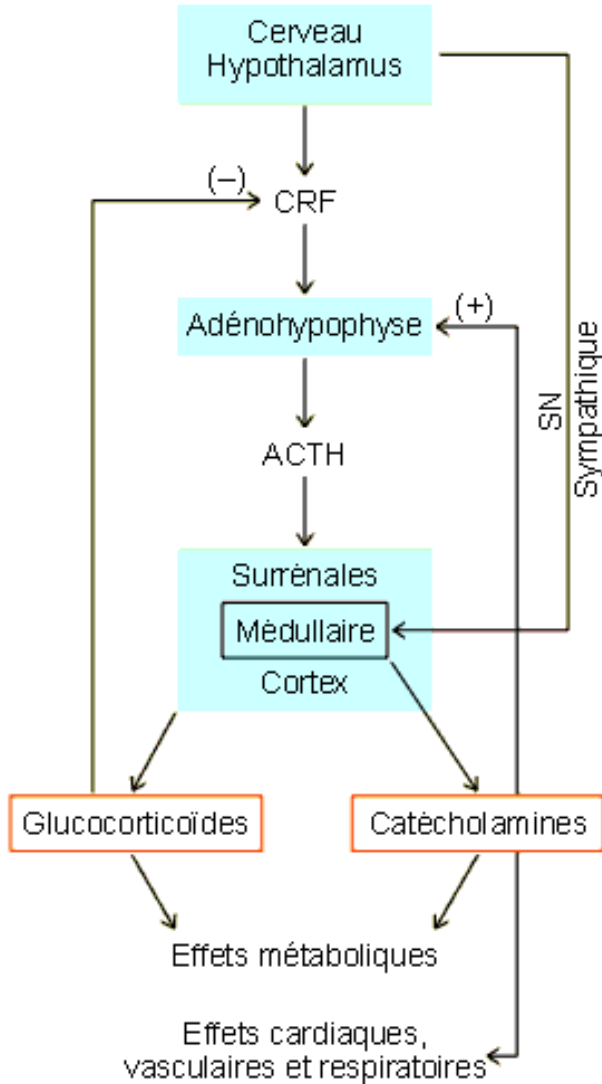 Cerveau
Hypothalamus
(–)
CRF
Adénohypophyse
(+)
SN
Sympathique
ACTH
Surrénales
Médullaire
Cortex
Glucocorticoïdes
Catécholamines
Effets métaboliques
Effets cardiaques,
vasculaires et respiratoires